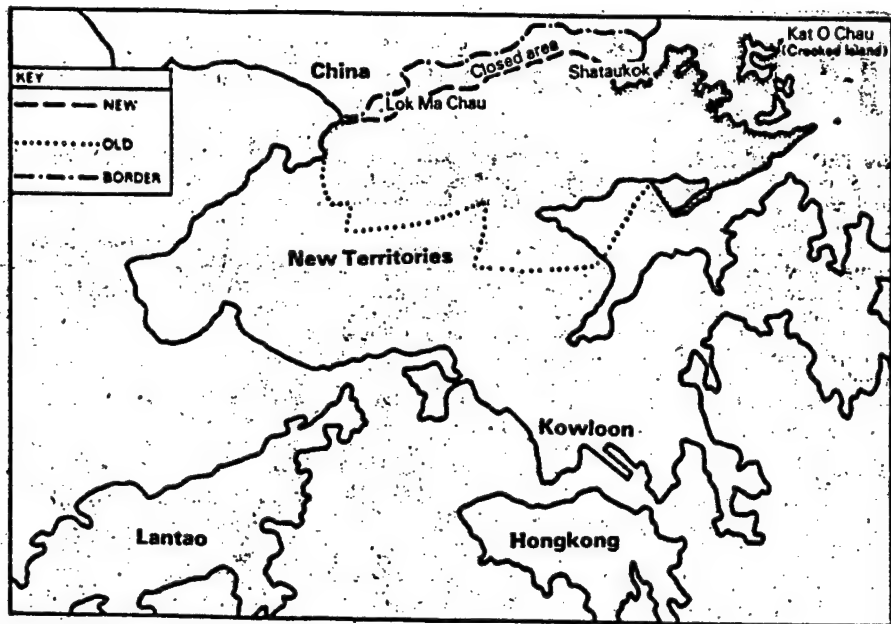 Kat O Chau
(Crooked Island)
China
Closed area
Shataukok
KEY
Lok Ma Chau
NEW
OLD
BORDER
New Territories
Kowloon
Lantao
Hongkong